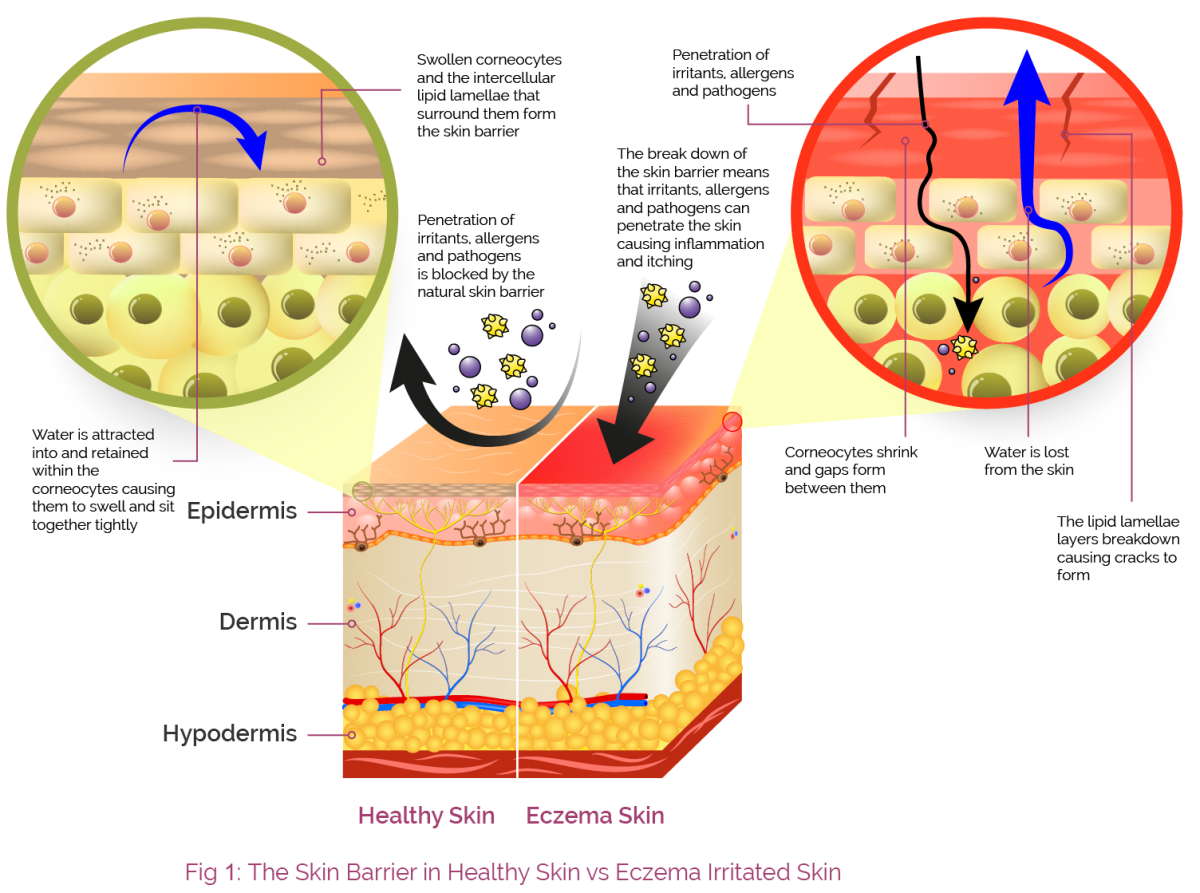 Swollen corneocytes
and the intercellular
lipid lamellae that
surround them form
the skin barrier
Penetration of
irritants, allergens
and pathogens
The break down of
the skin barrier means
that irritants, allergens
and pathogens can
penetrate the skin
causing inflammation
and itching
Penetration of
irritants, allergens
and pathogens
is blocked by the
natural skin barrier
Water is attracted
into and retained
within the
corneocytes causing
them to swell and sit
together tightly
Corneocytes shrink
and gaps form
between them
Water is lost
from the skin
The lipid lamellae
layers breakdown
causing cracks to
form
Epidermis
Dermis
Hypodermis
Healthy Skin
Eczema Skin
Fig 1: The Skin Barrier in Healthy Skin vs Eczema Irritated Skin